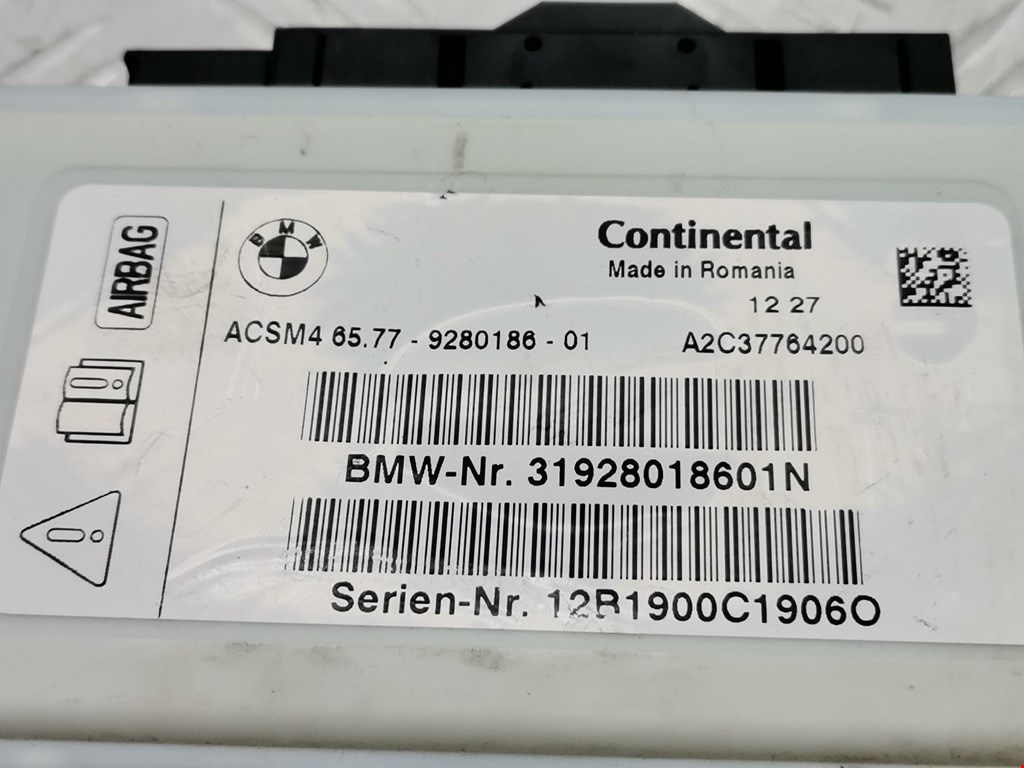 AIRBAG
BMW
Continental
Made in Romania
12 27
ACSM4 65.77 - 9280186 - 01
A2C37764200
BMW-Nr. 31928018601N
Serien-Nr. 12B1900C1906O